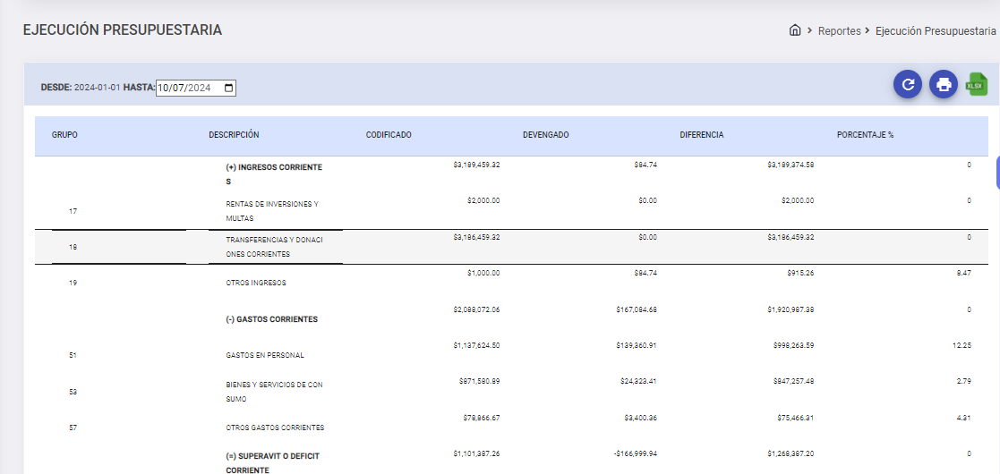 EJECUCIÓN PRESUPUESTARIA
Reportes > Ejecución Presupuestaria
DESDE: 2024-01-01 HASTA: 10/07/2024
XLSX
GRUPO DESCRIPCIÓN CODIFICADO DEVENGADO DIFERENCIA PORCENTAJE %
(+) INGRESOS CORRIENTE $3,189,459.32 $84.74 $3,189,374.58 0
S
17 RENTAS DE INVERSIONES Y $2,000.00 $0.00 $2,000.00 0
MULTAS
18 TRANSFERENCIAS Y DONACI $3,186,459.32 $0.00 $3,186,459.32 0
ONES CORRIENTES
19 OTROS INGRESOS $1,000.00 $84.74 $915.26 8.47
(-) GASTOS CORRIENTES $2,088,072.06 $167,084.68 $1,920,987.38 0
51 GASTOS EN PERSONAL $1,137,624.50 $139,360.91 $998,263.59 12.25
53 BIENES Y SERVICIOS DE CON $871,580.89 $24,323.41 $847,257.48 2.79
SUMO
57 OTROS GASTOS CORRIENTES $78,866.67 $3,400.36 $75,466.31 4.31
(=) SUPERAVIT O DEFICIT $1,101,387.26 -$166,999.94 $1,268,387.20 0
CORRIENTE